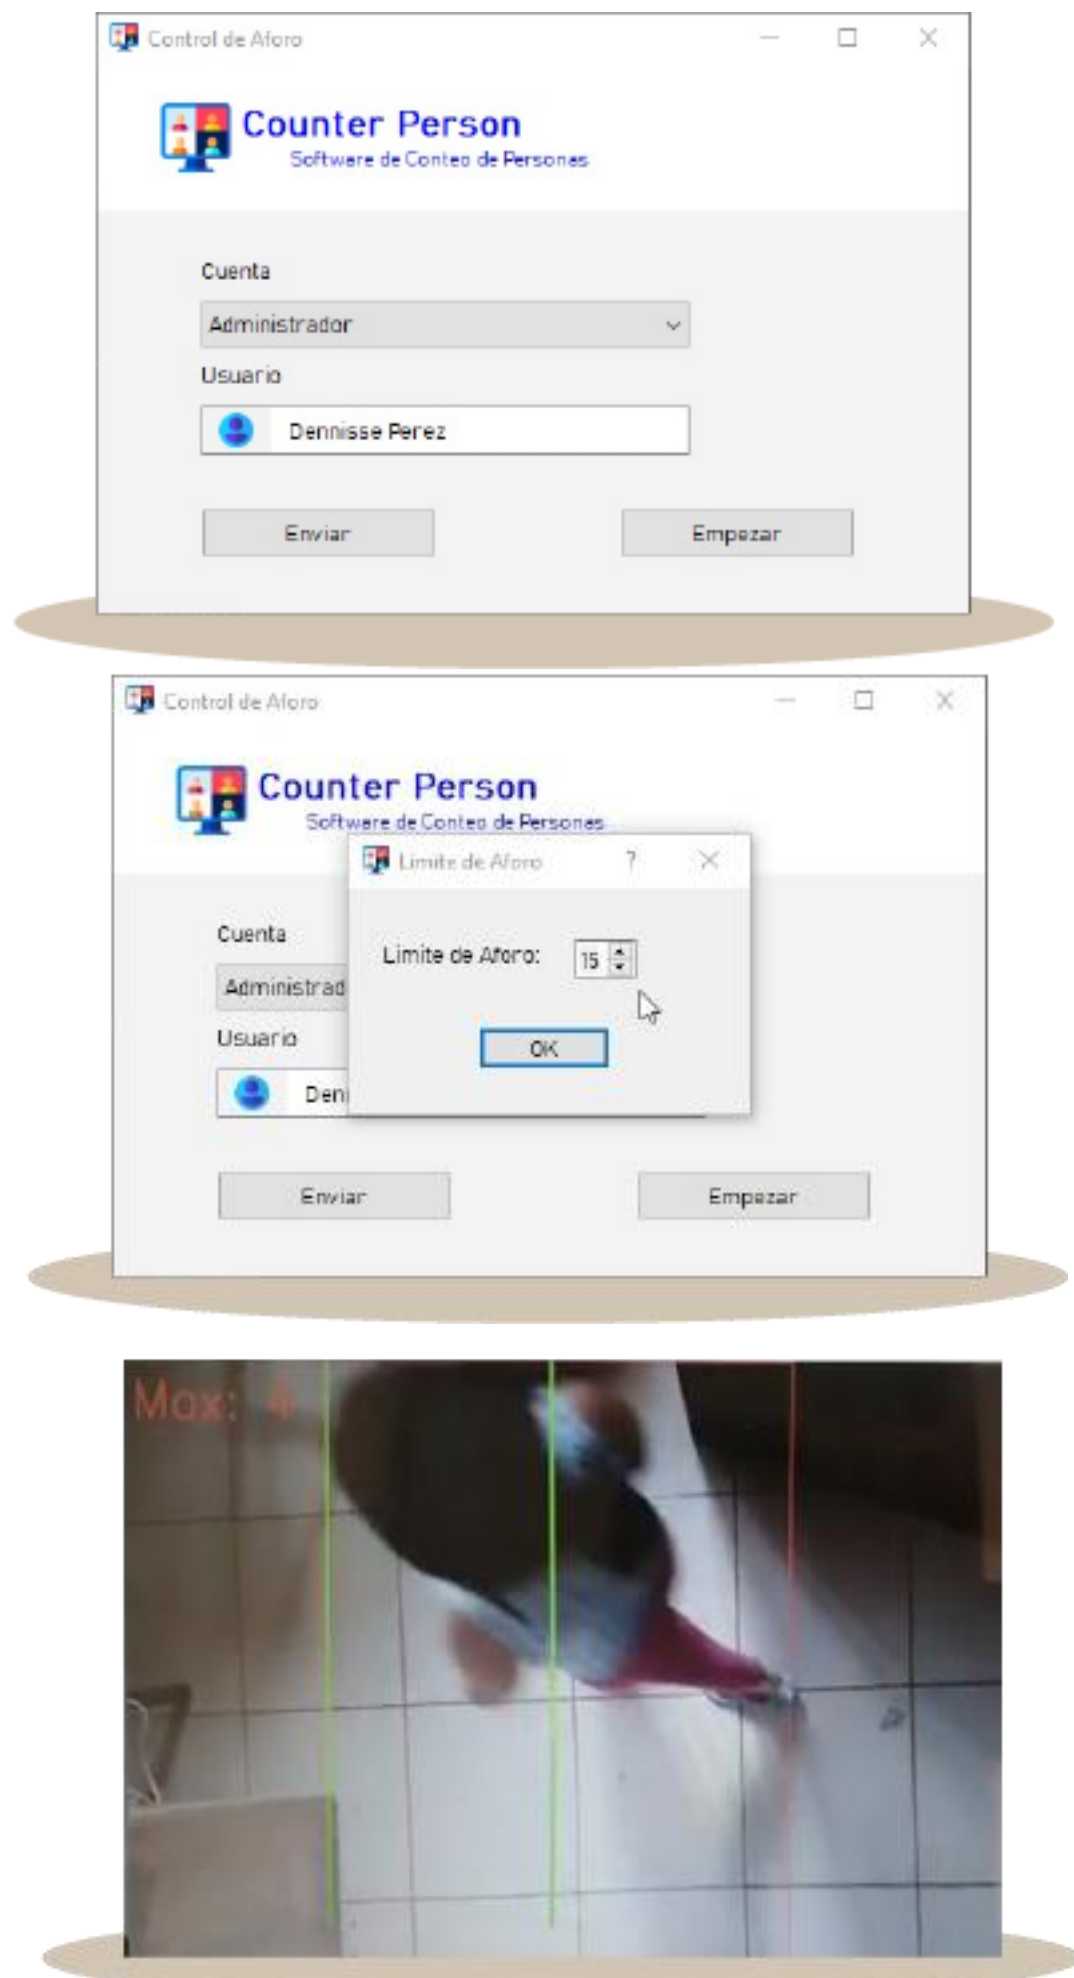 Control de Aforo
Counter Person
Software de Conteo de Personas
Cuenta
Administrador
Usuario
Dennisse Perez
Enviar
Empezar
Control de Aforo
Counter Person
Software de Conteo de Personas
Limite de Aforo
?
Cuenta
Limite de Aforo: 15
Administrad
Usuario
OK
Den
Enviar
Empezar
Max: 4